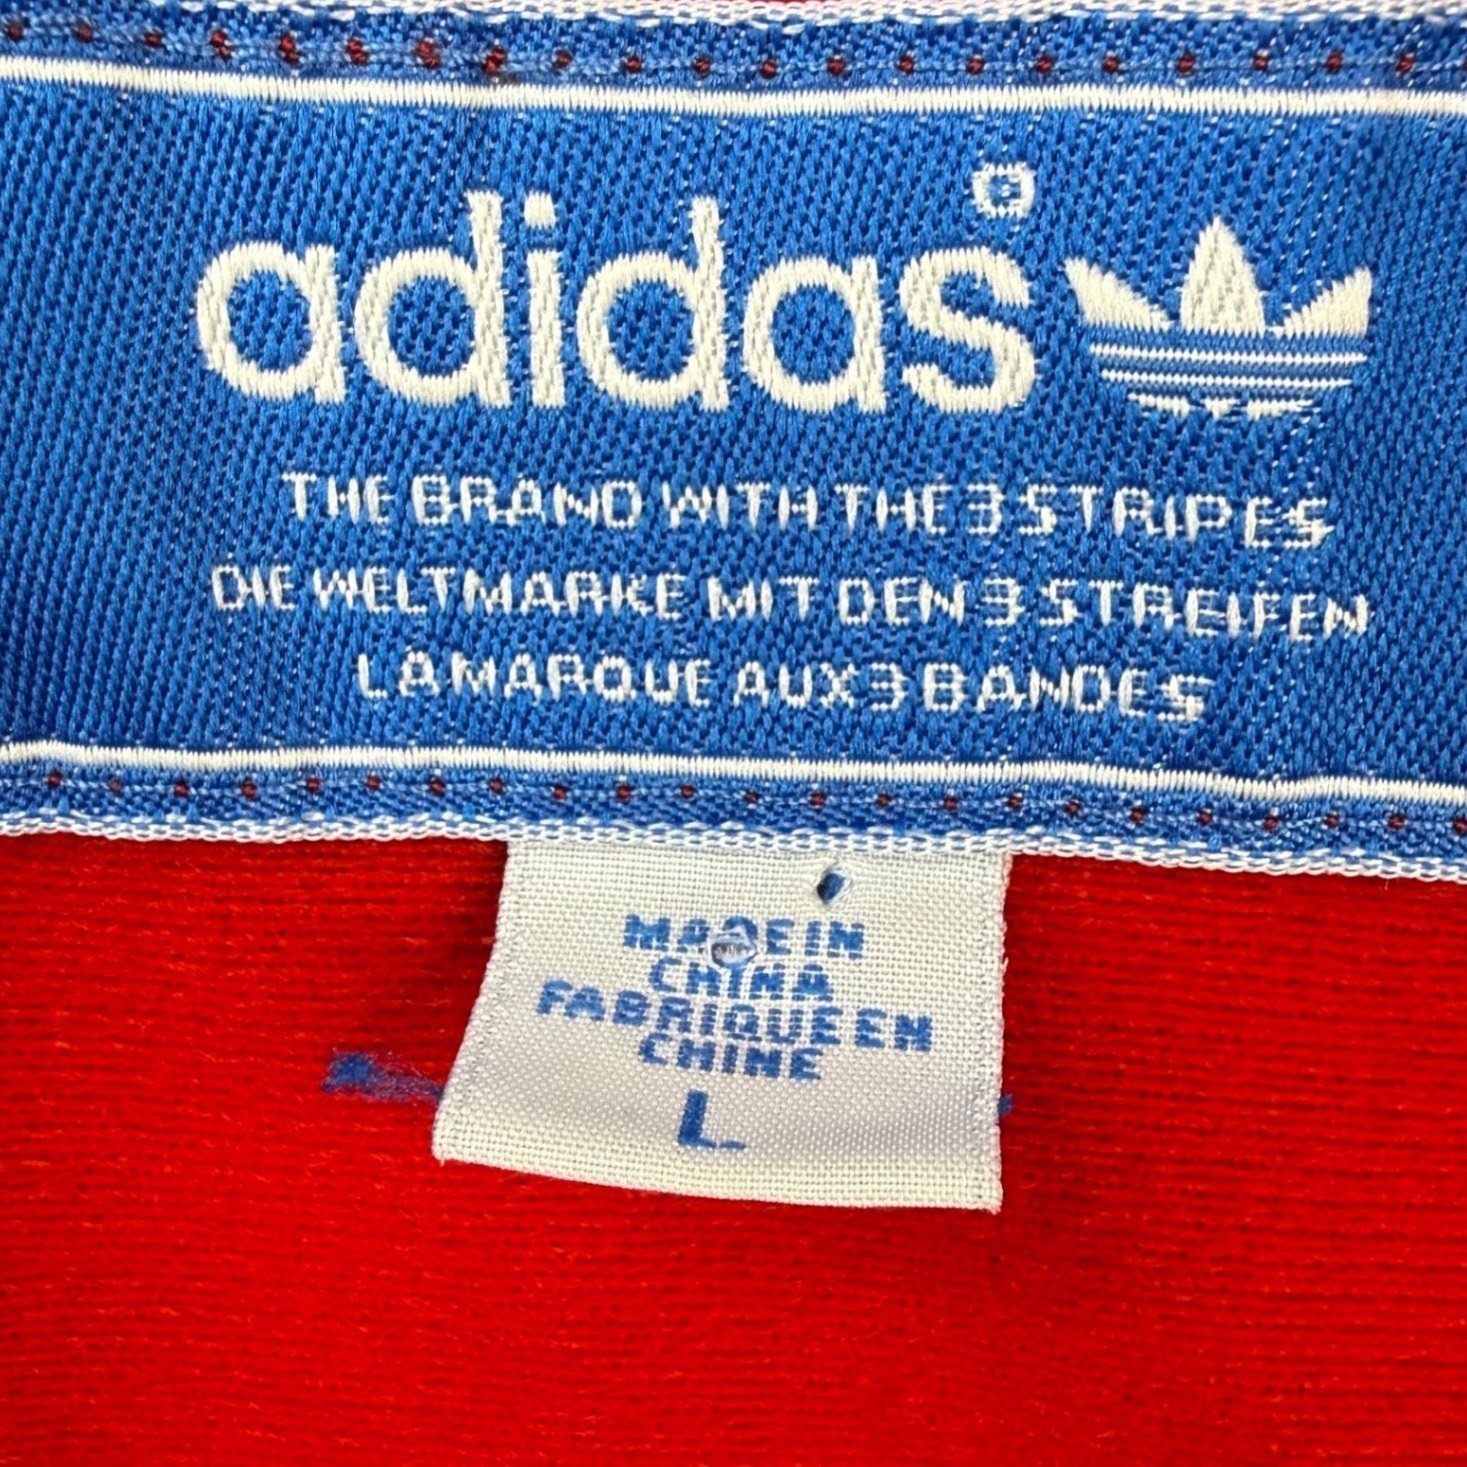 adidas®
THE BRAND WITH THE 3 STRIPES
DIE WELTMARKE MIT DEN 3 STREIFEN
LA MARQUE AUX 3 BANDES
MADE IN
CHINA
FABRIQUE EN
CHINE
L